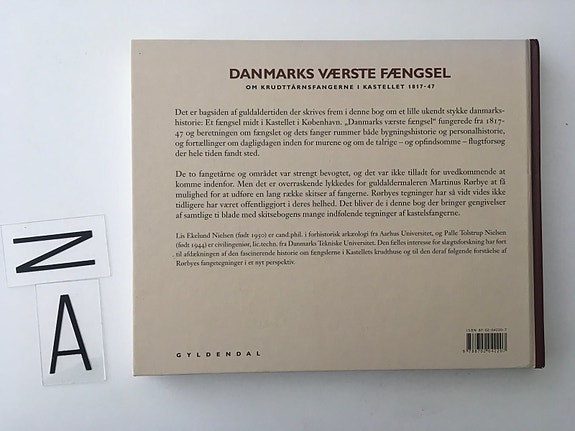 DANMARKS VÆRSTE FÆNGSEL
OM KRUDTTÅRNSFANGERNE I KASTELLET 1817-47
Det er bagsiden af guldaldertiden der skrives frem i denne bog om et lille ukendt stykke danmarks-
historie: Et fængsel midt i Kastellet i København. „Danmarks værste fængsel" fungerede fra 1817-
47 og beretningen om fængslet og dets fanger rummer både bygningshistorie og personalhistorie,
og fortællinger om dagligdagen inden for murene og om de talrige – og opfindsomme – flugtforsøg
der hele tiden fandt sted.
De to fangetårne og området var strengt bevogtet, og det var ikke tilladt for uvedkommende at
komme indenfor. Men det er overraskende lykkedes for guldaldermaleren Martinus Rørbye at få
mulighed for at udføre en lang række skitser af fangerne. Rørbyes tegninger har så vidt vides ikke
tidligere har været offentliggjort i deres helhed. Det bliver de i denne bog der bringer gengivelser
af samtlige ti blade med skitsebogens mange indfølende tegninger af kastelsfangerne.
Lis Ekelund Nielsen (født 1950) er cand.phil. i forhistorisk arkæologi fra Aarhus Universitet, og Palle Tolstrup Nielsen
(født 1944) er civilingeniør, lic.techn. fra Danmarks Tekniske Universitet. Den fælles interesse for slægtsforskning har ført
til afdækningen af den fascinerende historie om fængslerne i Kastellets krudthuse og til den deraf følgende forståelse af
Rørbyes fangetegninger i et nyt perspektiv.
GYLDENDAL
Z
A